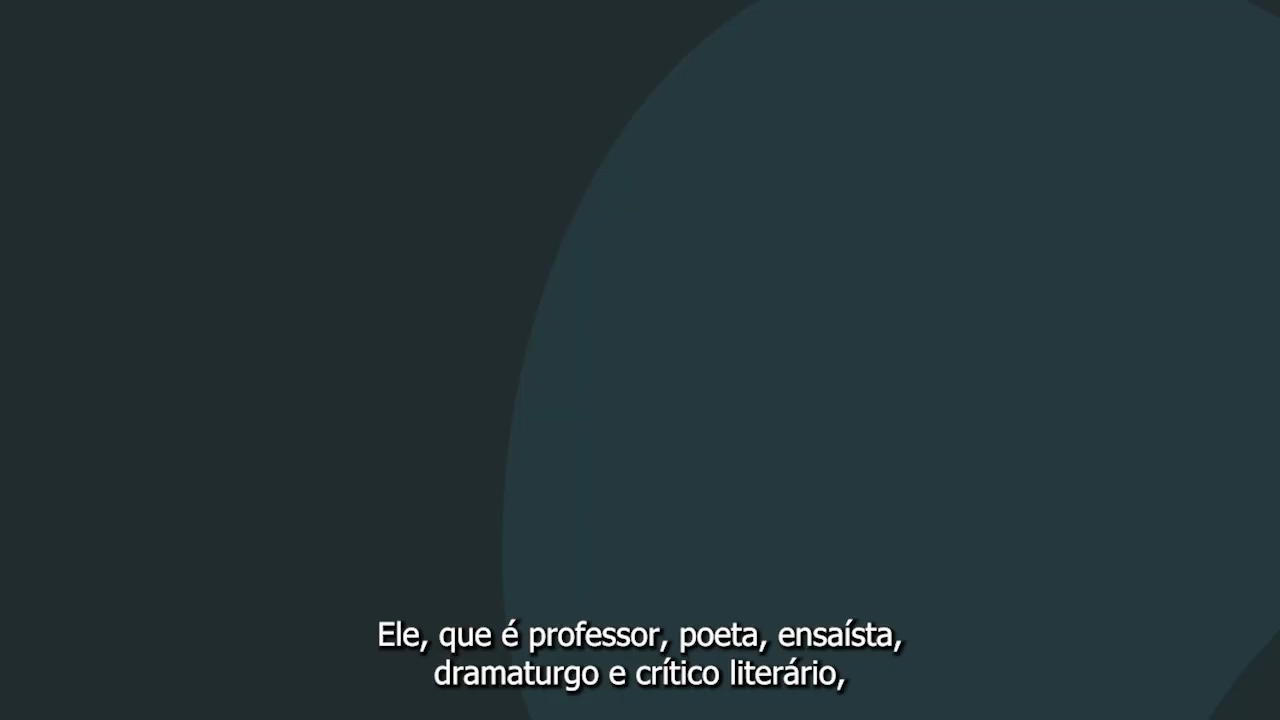 Ele, que é professor, poeta, ensaísta,
dramaturgo e crítico literário,